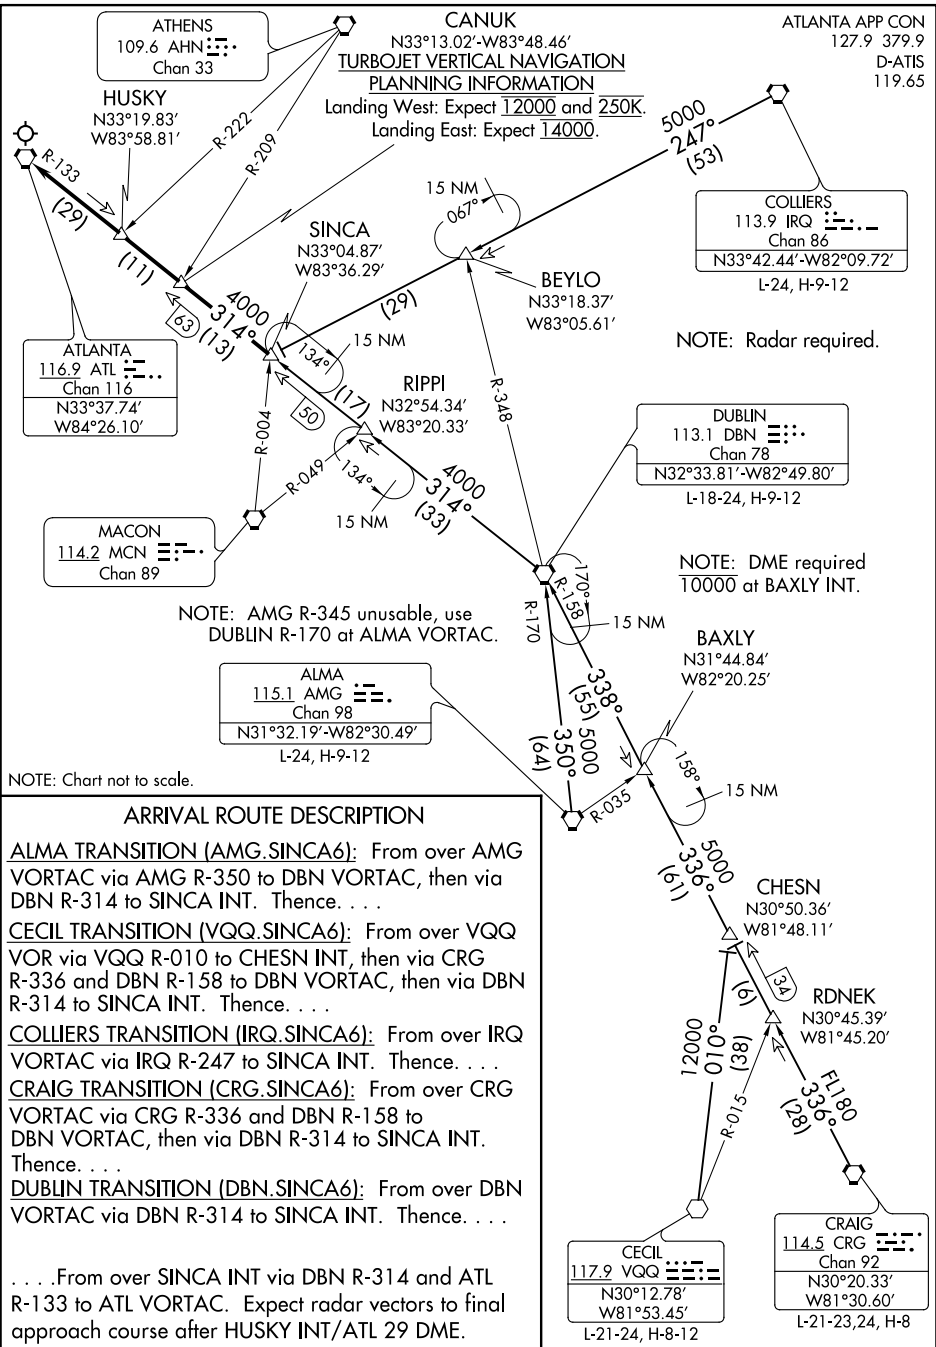 ATHENS
109.6 AHN
Chan 33
CANUK
N33°13.02′-W83°48.46′
TURBOJET VERTICAL NAVIGATION
PLANNING INFORMATION
Landing West: Expect 12000 and 250K.
Landing East: Expect 14000.
ATLANTA APP CON
127.9 379.9
D-ATIS
119.65
HUSKY
N33°19.83′
W83°58.81′
R-222
R-209
R-133
(29)
(11)
5000
247°
(53)
15 NM
067°
COLLIERS
113.9 IRQ
Chan 86
N33°42.44′-W82°09.72′
L-24, H-9-12
SINCA
N33°04.87′
W83°36.29′
BEYLO
N33°18.37′
W83°05.61′
(29)
NOTE: Radar required.
4000
314°
(13)
63
134°
15 NM
ATLANTA
116.9 ATL
Chan 116
N33°37.74′
W84°26.10′
RIPPI
N32°54.34′
W83°20.33′
(17)
50
R-348
R-004
R-049
134°
15 NM
4000
314°
(33)
DUBLIN
113.1 DBN
Chan 78
N32°33.81′-W82°49.80′
L-18-24, H-9-12
MACON
114.2 MCN
Chan 89
NOTE: DME required
10000 at BAXLY INT.
NOTE: AMG R-345 unusable, use
DUBLIN R-170 at ALMA VORTAC.
170°
R-158
R-170
15 NM
BAXLY
N31°44.84′
W82°20.25′
ALMA
115.1 AMG
Chan 98
N31°32.19′-W82°30.49′
L-24, H-9-12
338°
(55)
5000
350°
(64)
158°
15 NM
R-035
NOTE: Chart not to scale.
5000
336°
(61)
CHESN
N30°50.36′
W81°48.11′
34
(6)
RDNEK
N30°45.39′
W81°45.20′
12000
010°
(38)
R-015
FL180
336°
(28)
CECIL
117.9 VQQ
N30°12.78′
W81°53.45′
L-21-24, H-8-12
CRAIG
114.5 CRG
Chan 92
N30°20.33′
W81°30.60′
L-21-23,24, H-8
ARRIVAL ROUTE DESCRIPTION
ALMA TRANSITION (AMG.SINCA6): From over AMG
VORTAC via AMG R-350 to DBN VORTAC, then via
DBN R-314 to SINCA INT. Thence. . . .
CECIL TRANSITION (VQQ.SINCA6): From over VQQ
VOR via VQQ R-010 to CHESN INT, then via CRG
R-336 and DBN R-158 to DBN VORTAC, then via DBN
R-314 to SINCA INT. Thence. . . .
COLLIERS TRANSITION (IRQ.SINCA6): From over IRQ
VORTAC via IRQ R-247 to SINCA INT. Thence. . . .
CRAIG TRANSITION (CRG.SINCA6): From over CRG
VORTAC via CRG R-336 and DBN R-158 to
DBN VORTAC, then via DBN R-314 to SINCA INT.
Thence. . . .
DUBLIN TRANSITION (DBN.SINCA6): From over DBN
VORTAC via DBN R-314 to SINCA INT. Thence. . . .
. . . .From over SINCA INT via DBN R-314 and ATL
R-133 to ATL VORTAC. Expect radar vectors to final
approach course after HUSKY INT/ATL 29 DME.